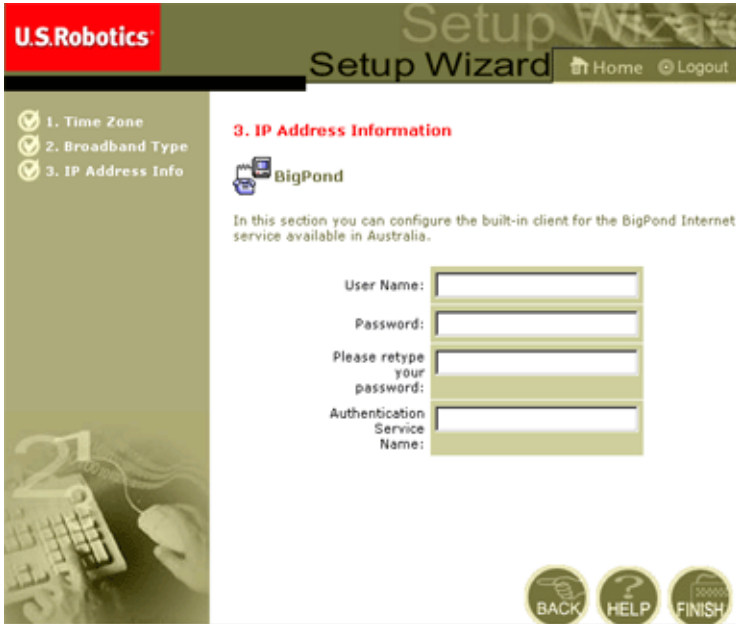 U.S.Robotics
Setup Wizard
Setup Wizard
Home
Logout
1. Time Zone
2. Broadband Type
3. IP Address Info
3. IP Address Information
BigPond
In this section you can configure the built-in client for the BigPond Internet
service available in Australia.
User Name:
Password:
Please retype
your
password:
Authentication
Service
Name:
21
BACK
HELP
FINISH